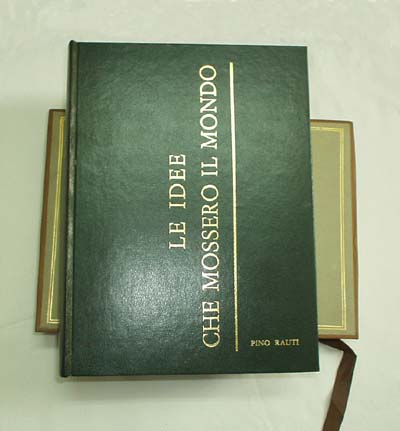 LE IDEE
CHE MOSSERO IL MONDO
PINO RAUTI